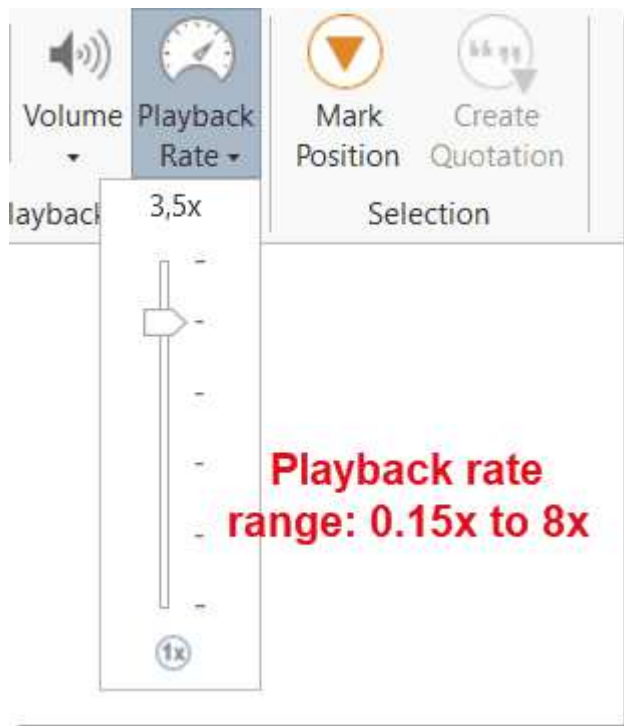 Volume
Playback
Rate
Mark
Position
Create
Quotation
layback
Selection
3,5x
Playback rate
range: 0.15x to 8x
1x